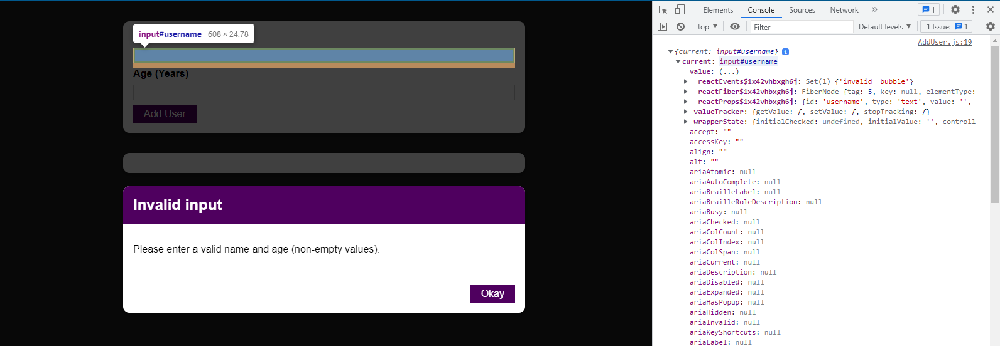 input#username 608 × 24.78
Age (Years)
Add User
Invalid input
Please enter a valid name and age (non-empty values).
Okay
Elements Console Sources Network » 1
top ▼ Filter Default levels ▼ 1 Issue: 1
AddUser.js:19
▼{current: input#username} i
▼current: input#username
value: (...)
▶__reactEvents$1x42vhbxgh6j: Set(1) {'invalid__bubble'}
▶__reactFiber$1x42vhbxgh6j: FiberNode {tag: 5, key: null, elementType:
▶__reactProps$1x42vhbxgh6j: {id: 'username', type: 'text', value: '',
▶_valueTracker: {getValue: ƒ, setValue: ƒ, stopTracking: ƒ}
▶_wrapperState: {initialChecked: undefined, initialValue: '', controll
accept: ""
accessKey: ""
align: ""
alt: ""
ariaAtomic: null
ariaAutoComplete: null
ariaBrailleLabel: null
ariaBrailleRoleDescription: null
ariaBusy: null
ariaChecked: null
ariaColCount: null
ariaColIndex: null
ariaColSpan: null
ariaCurrent: null
ariaDescription: null
ariaDisabled: null
ariaExpanded: null
ariaHasPopup: null
ariaHidden: null
ariaInvalid: null
ariaKeyShortcuts: null
ariaLabel: null